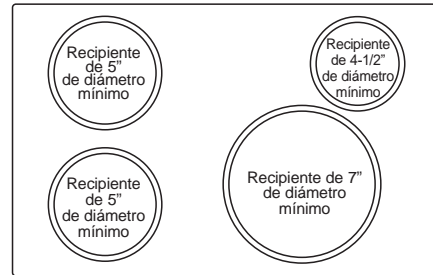 Recipiente
de 5”
de diámetro
mínimo
Recipiente
de 4-1/2”
de diámetro
mínimo
Recipiente
de 5”
de diámetro
mínimo
Recipiente de 7”
de diámetro
mínimo